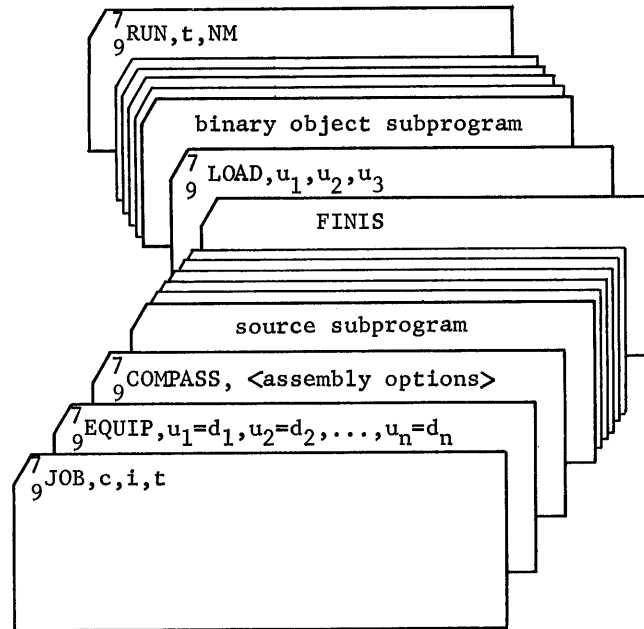 7
9RUN,t,NM
binary object subprogram
7
9LOAD,u1,u2,u3
FINIS
source subprogram
7
9COMPASS, <assembly options>
7
9EQUIP,u1=d1,u2=d2,...,un=dn
7
9JOB,c,i,t